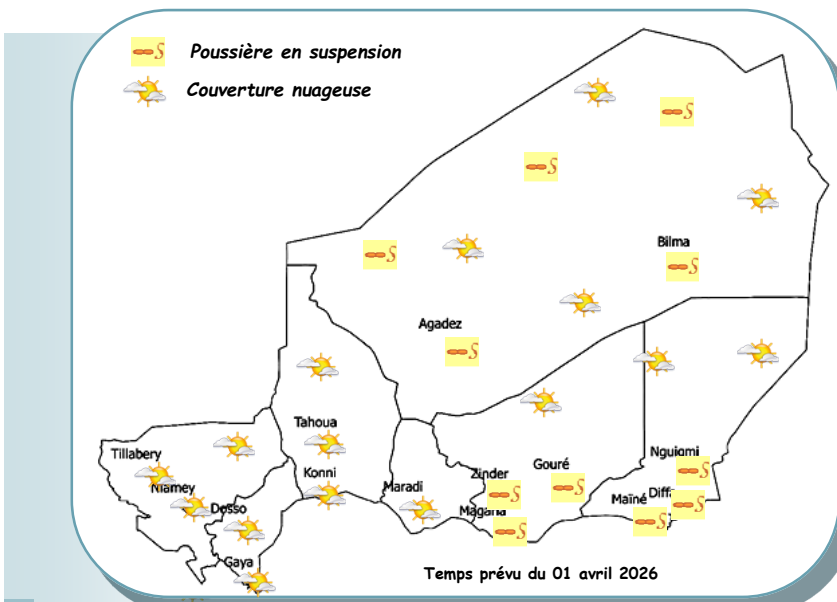 Poussière en suspension
Couverture nuageuse
Bilma
Agadez
Tahoua
Tillabery
Nguigmi
Gouré
Zinder
Konni
Maradi
Niamey
Diffa
Maïné
Dosso
Magaria
Gaya
Temps prévu du 01 avril 2026